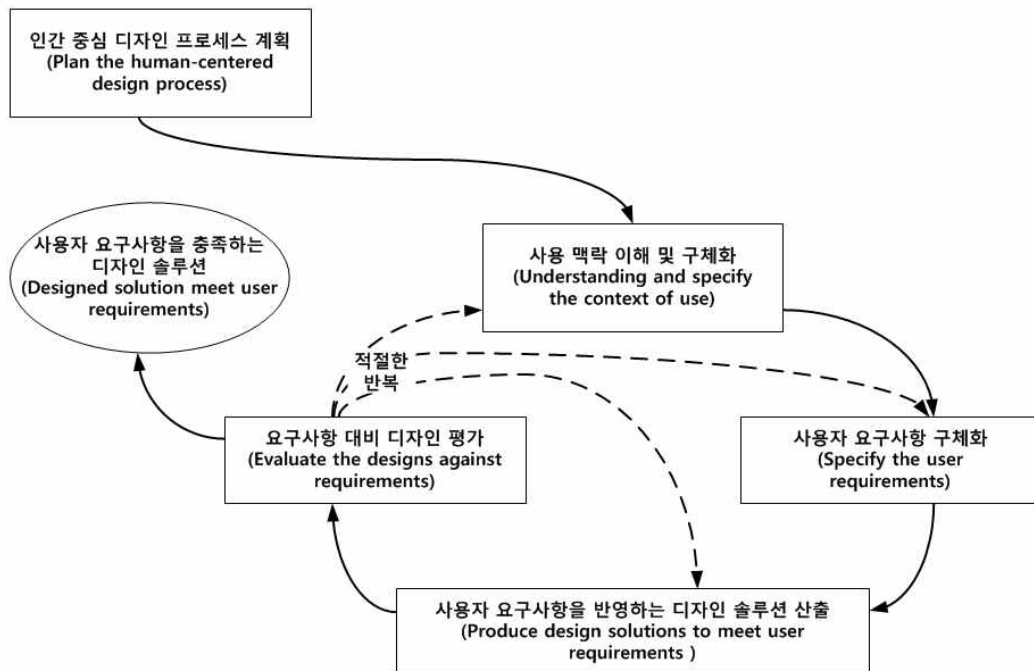 인간 중심 디자인 프로세스 계획
(Plan the human-centered
design process)
사용자 요구사항을 충족하는
디자인 솔루션
(Designed solution meet user
requirements)
사용 맥락 이해 및 구체화
(Understanding and specify
the context of use)
적절한
반복
요구사항 대비 디자인 평가
(Evaluate the designs against
requirements)
사용자 요구사항 구체화
(Specify the user
requirements)
사용자 요구사항을 반영하는 디자인 솔루션 산출
(Produce design solutions to meet user
requirements )